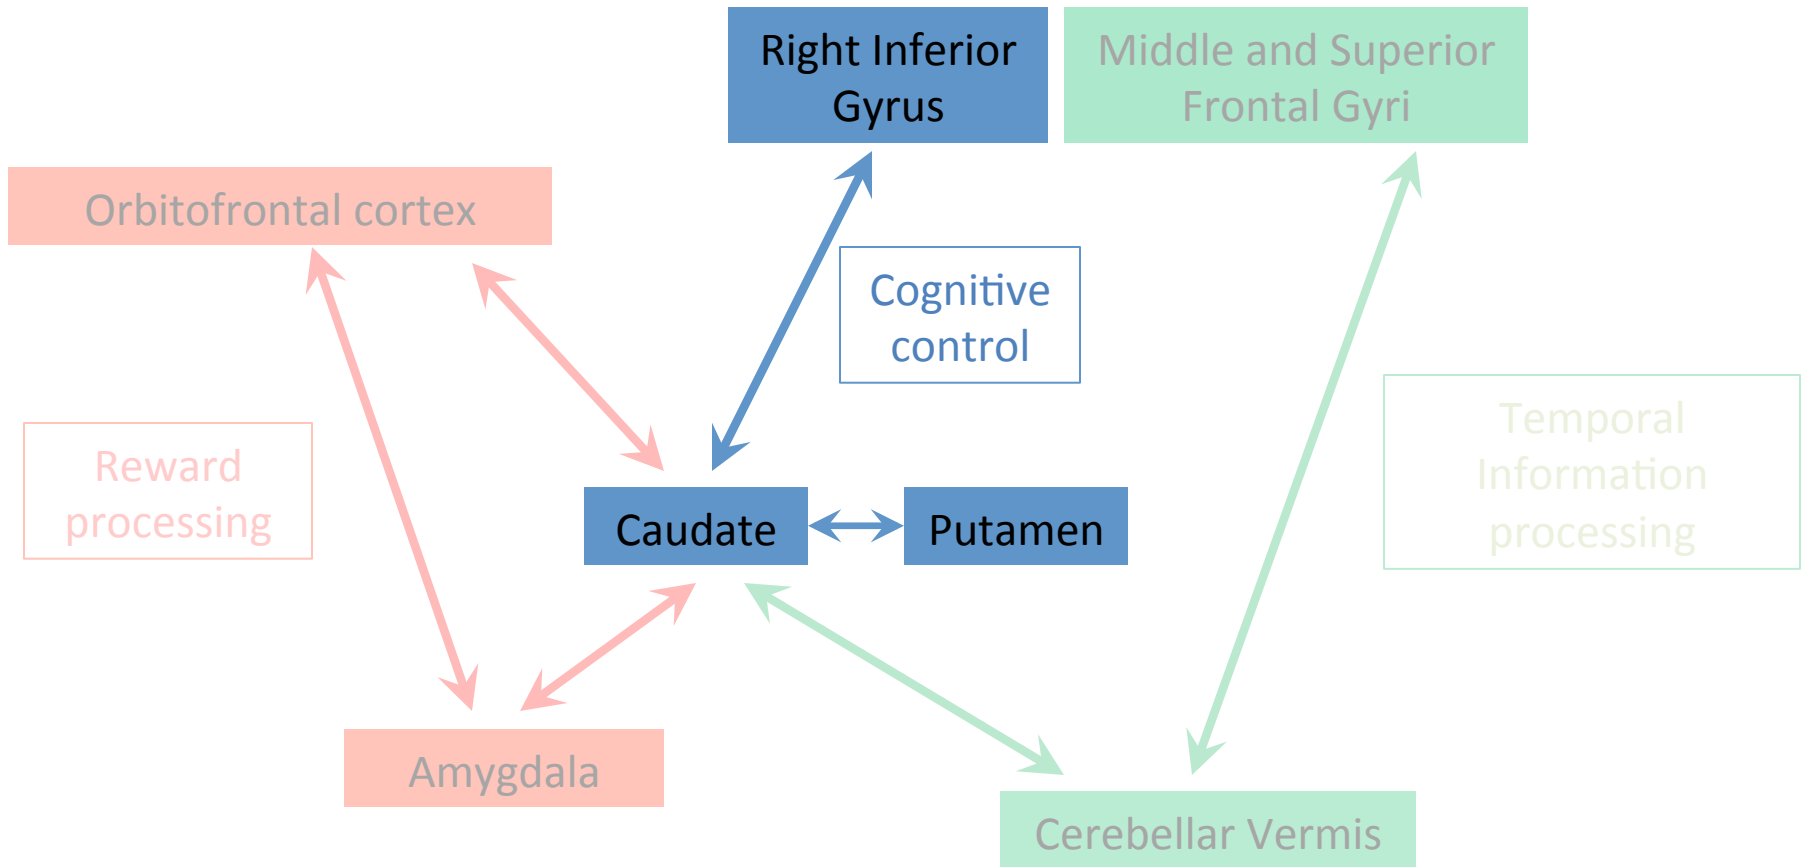 Right Inferior
Gyrus
Middle and Superior
Frontal Gyri
Orbitofrontal cortex
Cognitive
control
Reward
processing
Temporal
Information
processing
Caudate
Putamen
Amygdala
Cerebellar Vermis